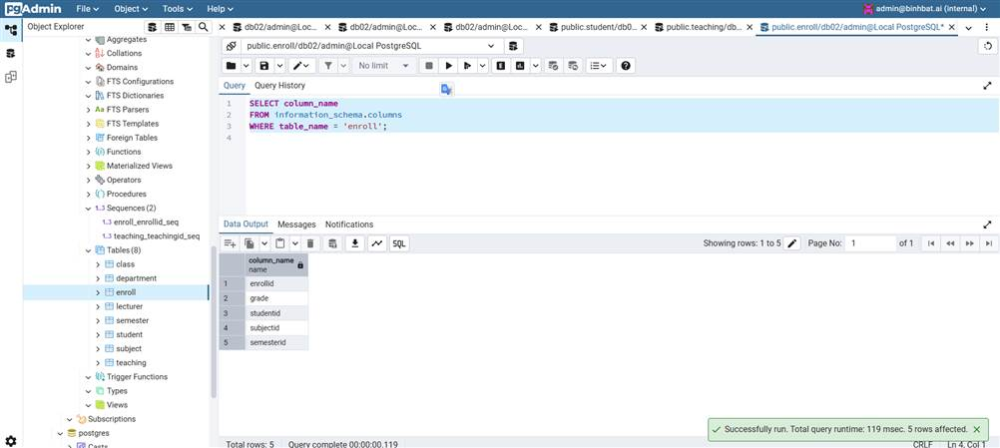 pgAdmin File Object Tools Help admin@binhbat.ai (internal)
Object Explorer
db02/admin@Loc... db02/admin@Loc... db02/admin@Loc... public.student/db0... public.teaching/db... public.enroll/db02/admin@Local PostgreSQL*
public.enroll/db02/admin@Local PostgreSQL
No limit
Query Query History
1 SELECT column_name
2 FROM information_schema.columns
3 WHERE table_name = 'enroll';
4
Aggregates
Collations
Domains
FTS Configurations
FTS Dictionaries
Aa FTS Parsers
FTS Templates
Foreign Tables
Functions
Materialized Views
Operators
Procedures
1..3 Sequences (2)
1..3 enroll_enrollid_seq
1..3 teaching_teachingid_seq
Tables (8)
class
department
enroll
lecturer
semester
student
subject
teaching
Trigger Functions
Types
Views
Subscriptions
postgres
Casts
Data Output Messages Notifications
SQL
Showing rows: 1 to 5 Page No: 1 of 1
column_name
name
1 enrollid
2 grade
3 studentid
4 subjectid
5 semesterid
Successfully run. Total query runtime: 119 msec. 5 rows affected.
Total rows: 5 Query complete 00:00:00.119 CRLF Ln 4, Col 1